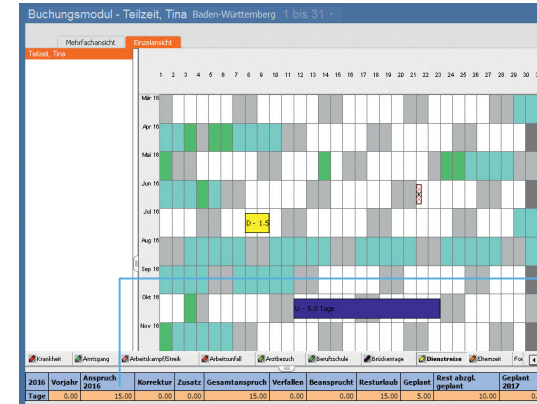 Buchungsmodul - Teilzeit, Tina Baden-Württemberg 1 bis 31
Mehrfachansicht Einzelansicht
Teilzeit, Tina
1 2 3 4 5 6 7 8 9 10 11 12 13 14 15 16 17 18 19 20 21 22 23 24 25 26 27 28 29 30
Mär 16
Apr 16
Mai 16
Jun 16 X
Jul 16
D - 1.5
Aug 16
Sep 16
Okt 16
U - 5.0 Tage
Nov 16
Krankheit Amtsgang Arbeitskampf/Streik Arbeitsunfall Arztbesuch Berufsschule Brückentage Dienstreise Elternzeit For
2016 Vorjahr Anspruch 2016 Korrektur Zusatz Gesamtanspruch Verfallen Beansprucht Resturlaub Geplant Rest abzgl. geplant Geplant 2017
Tage 0.00 15.00 0.00 0.00 15.00 0.00 0.00 15.00 5.00 10.00